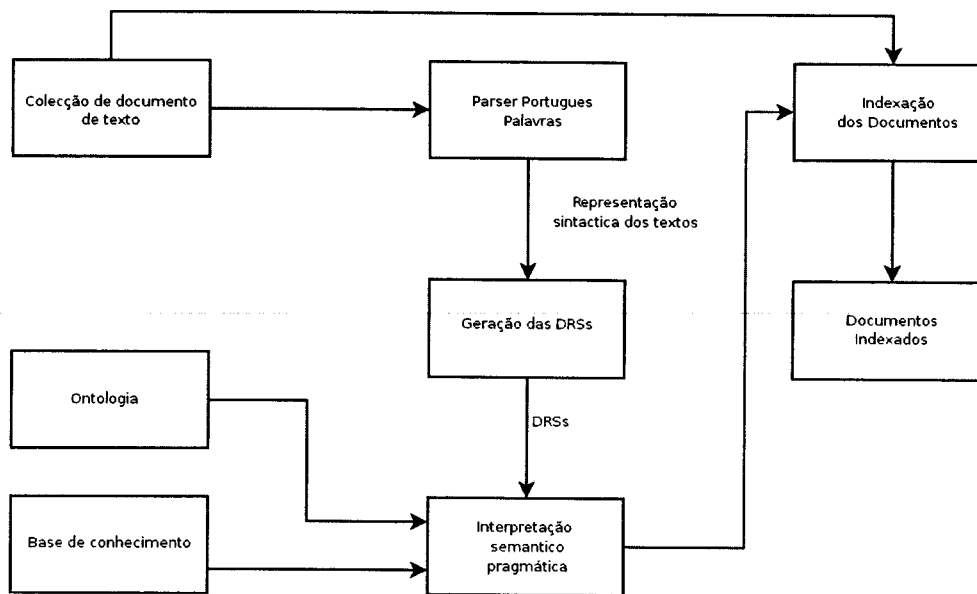 Colecção de documento
de texto
Parser Portugues
Palavras
Indexação
dos Documentos
Representação
sintactica dos textos
Geração das DRSs
Documentos
Indexados
Ontologia
DRSs
Base de conhecimento
Interpretação
semantico
pragmática